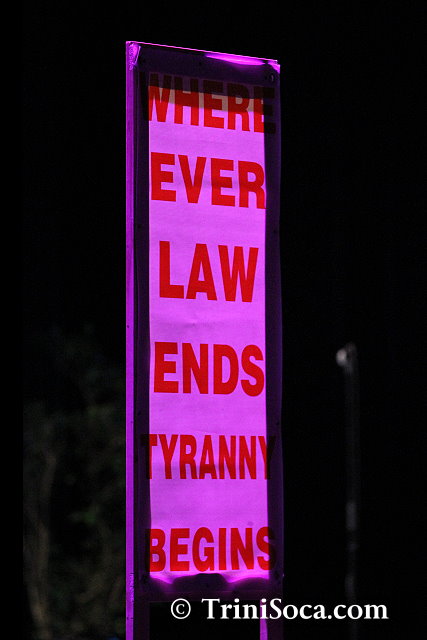 WHERE
EVER
LAW
ENDS
TYRANNY
BEGINS
© TriniSoca.com